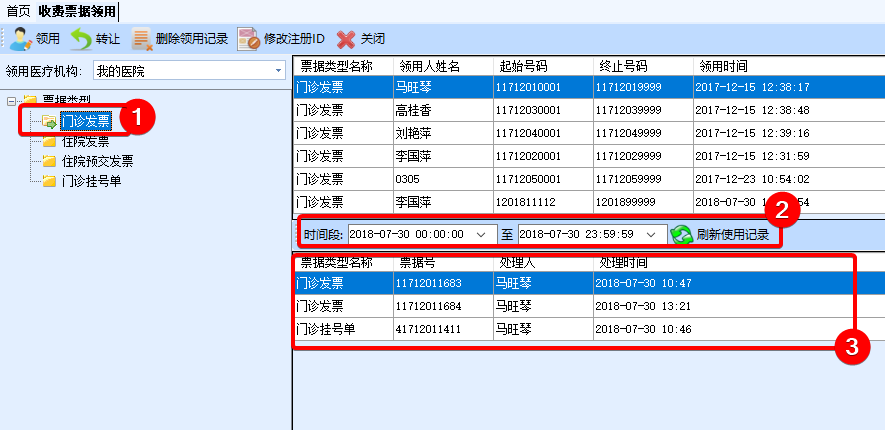 首页 收费票据领用
领用 转让 删除领用记录 修改注册ID 关闭
领用医疗机构: 我的医院
票据类型
门诊发票
住院发票
住院预交发票
门诊挂号单
1
票据类型名称 领用人姓名 起始号码 终止号码 领用时间
门诊发票 马旺琴 11712010001 11712019999 2017-12-15 12:38:17
门诊发票 高桂香 11712030001 11712039999 2017-12-15 12:38:48
门诊发票 刘艳萍 11712040001 11712049999 2017-12-15 12:39:16
门诊发票 李国萍 11712020001 11712029999 2017-12-15 12:31:59
门诊发票 0305 11712050001 11712059999 2017-12-23 10:54:02
门诊发票 李国萍 1201811112 1201899999 2018-07-30
2
时间段: 2018-07-30 00:00:00 至 2018-07-30 23:59:59 刷新使用记录
票据类型名称 票据号 处理人 处理时间
门诊发票 11712011683 马旺琴 2018-07-30 10:47
门诊发票 11712011684 马旺琴 2018-07-30 13:21
门诊挂号单 41712011411 马旺琴 2018-07-30 10:46
3